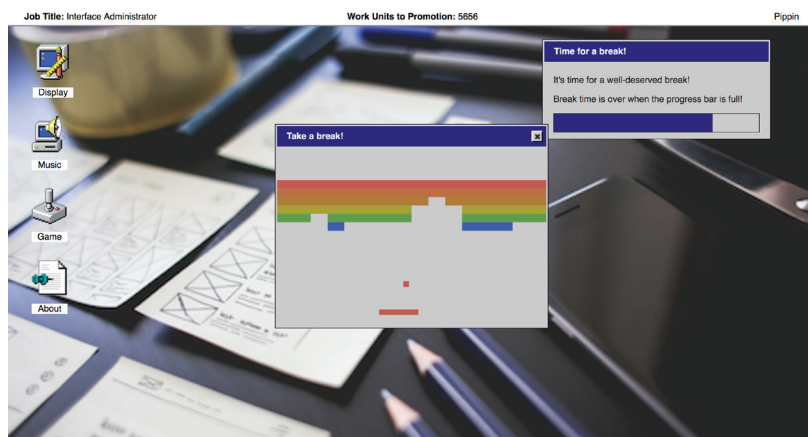 Job Title: Interface Administrator
Work Units to Promotion: 5656
Pippin
Display
Music
Game
About
Time for a break!
It's time for a well-deserved break!
Break time is over when the progress bar is full!
Take a break!